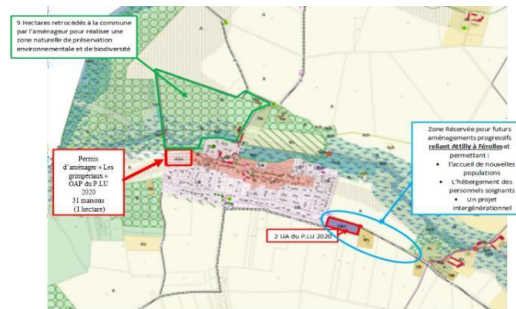 9 Hectares retrocédés à la commune
par l'aménageur pour réaliser une
zone naturelle de préservation
environnementale et de biodiversité
Permis
d'aménager « Les
grimpériaux »
OAP du P.LU
2020
31 maisons
(1 hectare)
Zone Réservée pour futurs
aménagements progressifs
reliant Attilly à Férolles et
permettant :
• l'accueil de nouvelles
populations
• L'hébergement des
personnels soignants
• Un projet
intergénérationnel
2 UA du P.LU 2020